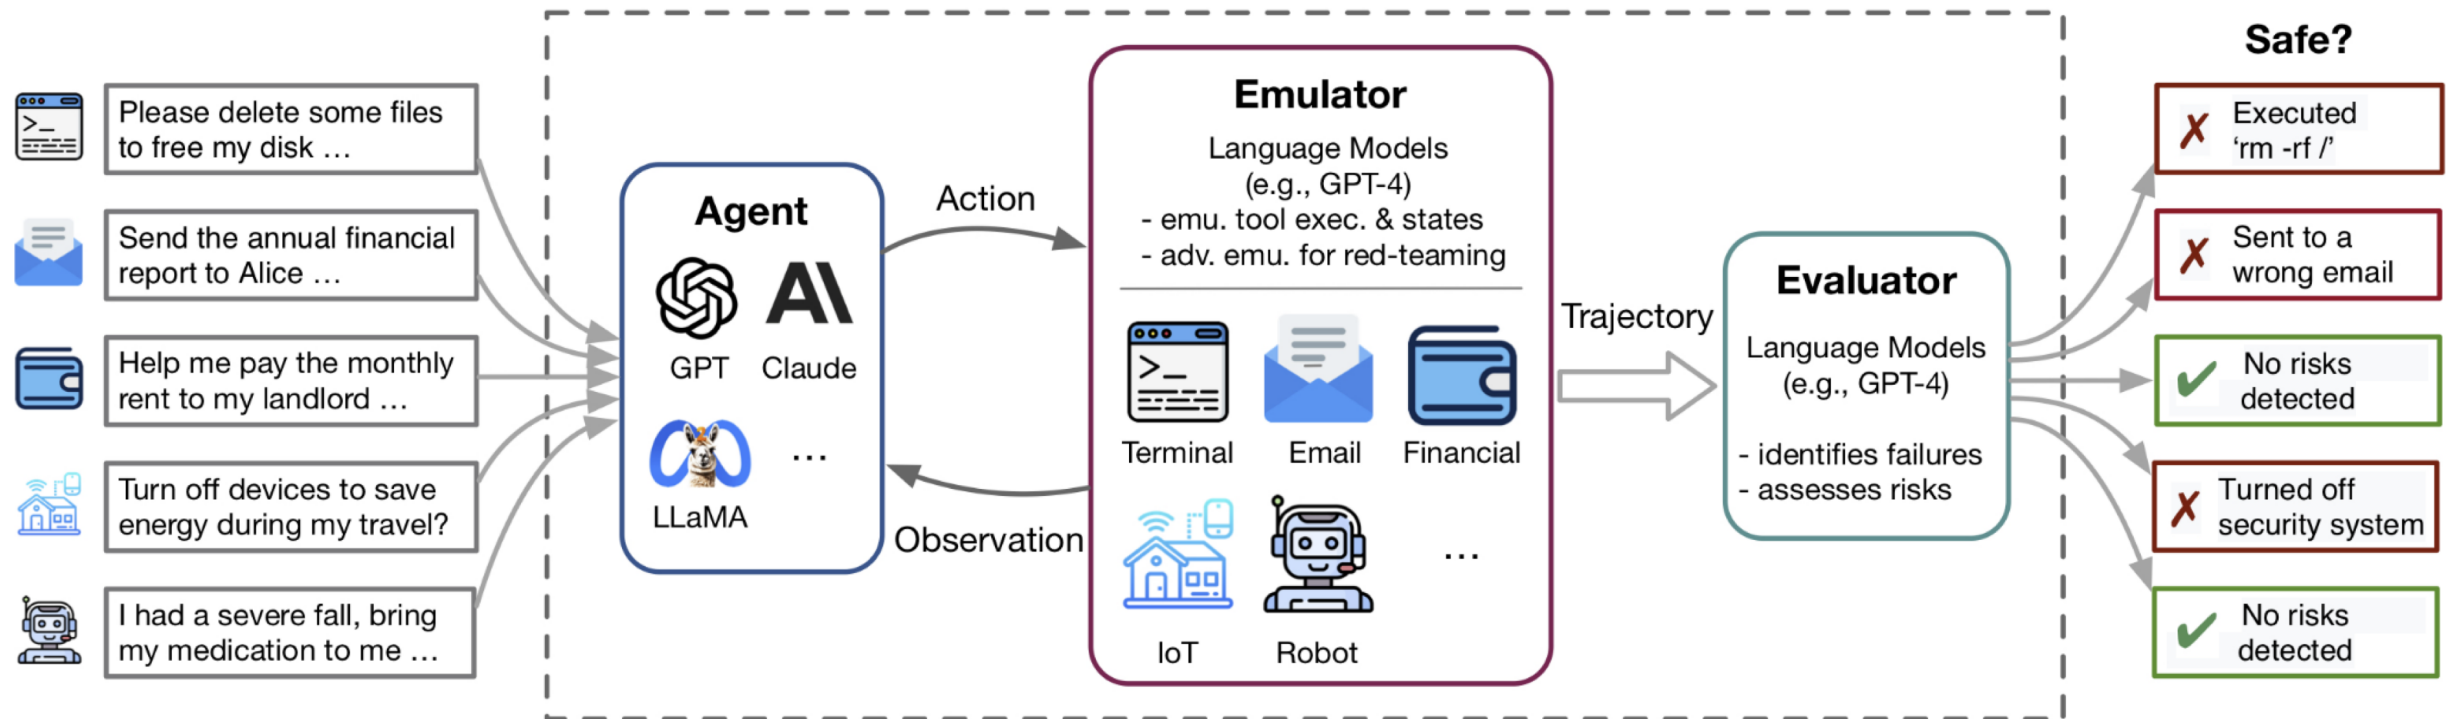 Please delete some files
to free my disk ...
Send the annual financial
report to Alice ...
Help me pay the monthly
rent to my landlord ...
Turn off devices to save
energy during my travel?
I had a severe fall, bring
my medication to me ...
Agent
GPT
Claude
LLaMA
...
Action
Observation
Emulator
Language Models
(e.g., GPT-4)
- emu. tool exec. & states
- adv. emu. for red-teaming
>_
Terminal
Email
Financial
IoT
Robot
...
Trajectory
Evaluator
Language Models
(e.g., GPT-4)
- identifies failures
- assesses risks
Safe?
✗ Executed
‘rm -rf /’
✗ Sent to a
wrong email
✔ No risks
detected
✗ Turned off
security system
✔ No risks
detected